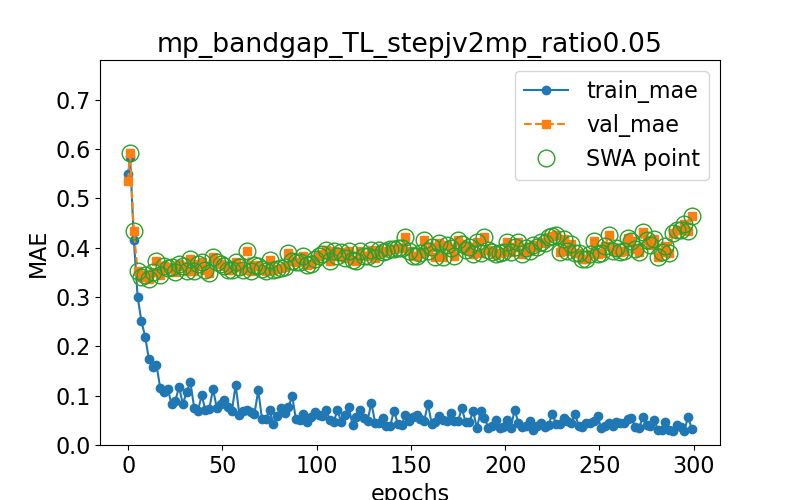 mp_bandgap_TL_stepjv2mp_ratio0.05
train_mae
val_mae
SWA point
MAE
0.7
0.6
0.5
0.4
0.3
0.2
0.1
0.0
0 50 100 150 200 250 300
epochs